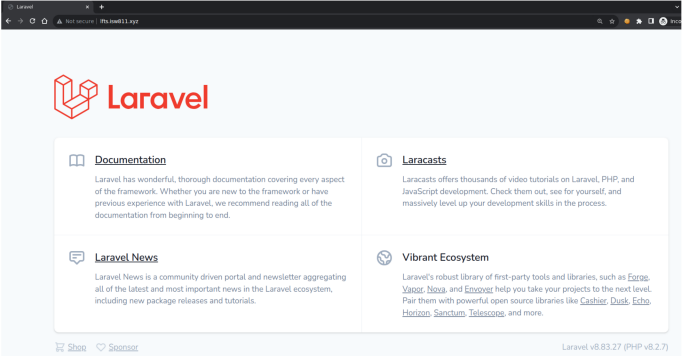 Laravel
Not secure | lfts.isw811.xyz
Laravel
Documentation
Laravel has wonderful, thorough documentation covering every aspect
of the framework. Whether you are new to the framework or have
previous experience with Laravel, we recommend reading all of the
documentation from beginning to end.
Laracasts
Laracasts offers thousands of video tutorials on Laravel, PHP, and
JavaScript development. Check them out, see for yourself, and
massively level up your development skills in the process.
Laravel News
Laravel News is a community driven portal and newsletter aggregating
all of the latest and most important news in the Laravel ecosystem,
including new package releases and tutorials.
Vibrant Ecosystem
Laravel's robust library of first-party tools and libraries, such as Forge,
Vapor, Nova, and Envoyer help you take your projects to the next level.
Pair them with powerful open source libraries like Cashier, Dusk, Echo,
Horizon, Sanctum, Telescope, and more.
Shop
Sponsor
Laravel v8.83.27 (PHP v8.2.7)